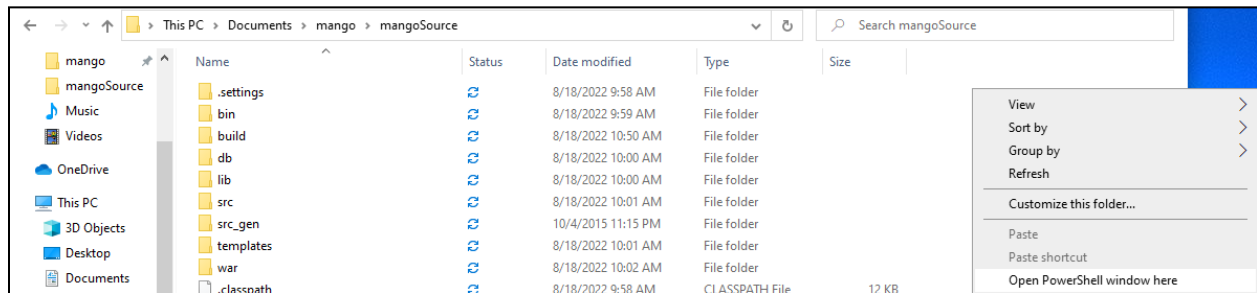 This PC > Documents > mango > mangoSource
Search mangoSource
mango
mangoSource
Music
Videos
OneDrive
This PC
3D Objects
Desktop
Documents
Name Status Date modified Type Size
.settings 8/18/2022 9:58 AM File folder
bin 8/18/2022 9:59 AM File folder
build 8/18/2022 10:50 AM File folder
db 8/18/2022 10:00 AM File folder
lib 8/18/2022 10:00 AM File folder
src 8/18/2022 10:01 AM File folder
src_gen 10/4/2015 11:15 PM File folder
templates 8/18/2022 10:01 AM File folder
war 8/18/2022 10:02 AM File folder
.classpath 8/18/2022 9:58 AM CLASSPATH File 12 KB
View
Sort by
Group by
Refresh
Customize this folder...
Paste
Paste shortcut
Open PowerShell window here